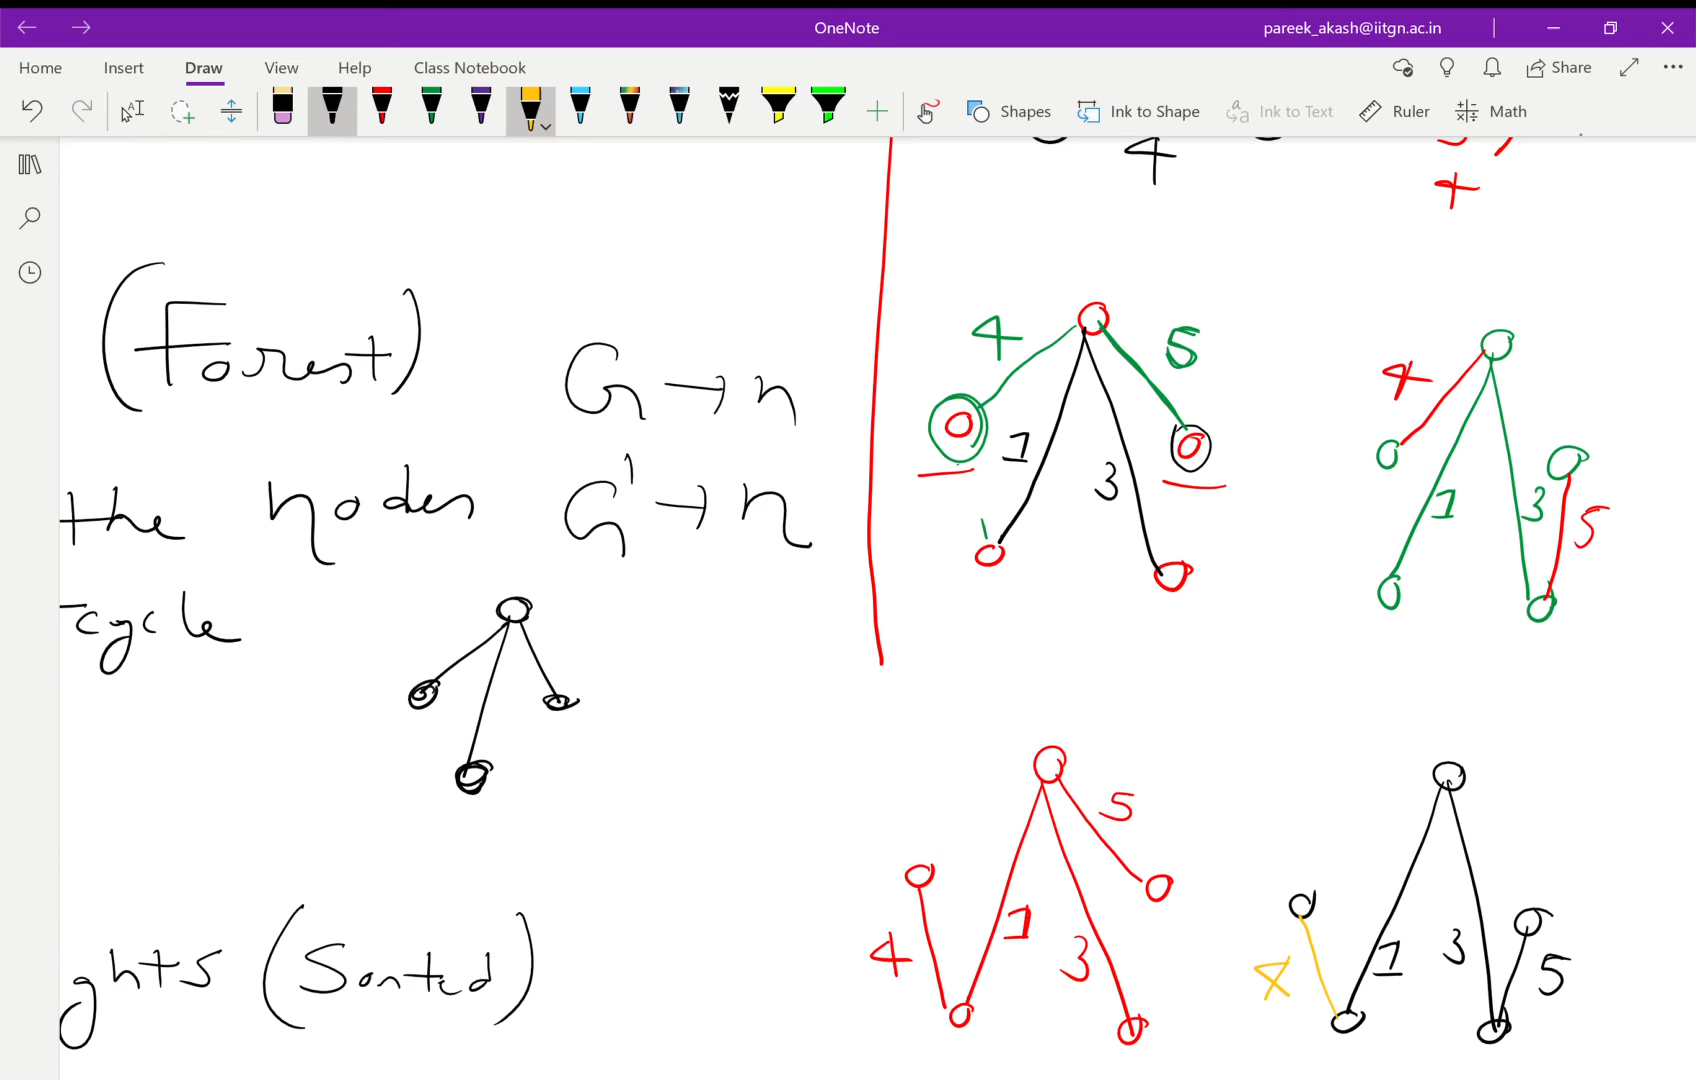 OneNote
pareek_akash@iitgn.ac.in
Home Insert Draw View Help Class Notebook
Share
Shapes Ink to Shape Ink to Text Ruler Math
4
(Forest) G → n
the nodes G' → n
cycle
ghts (Sorted)
4 5
1 3
4
1 3 5
5
4 1 3
4 1 3 5